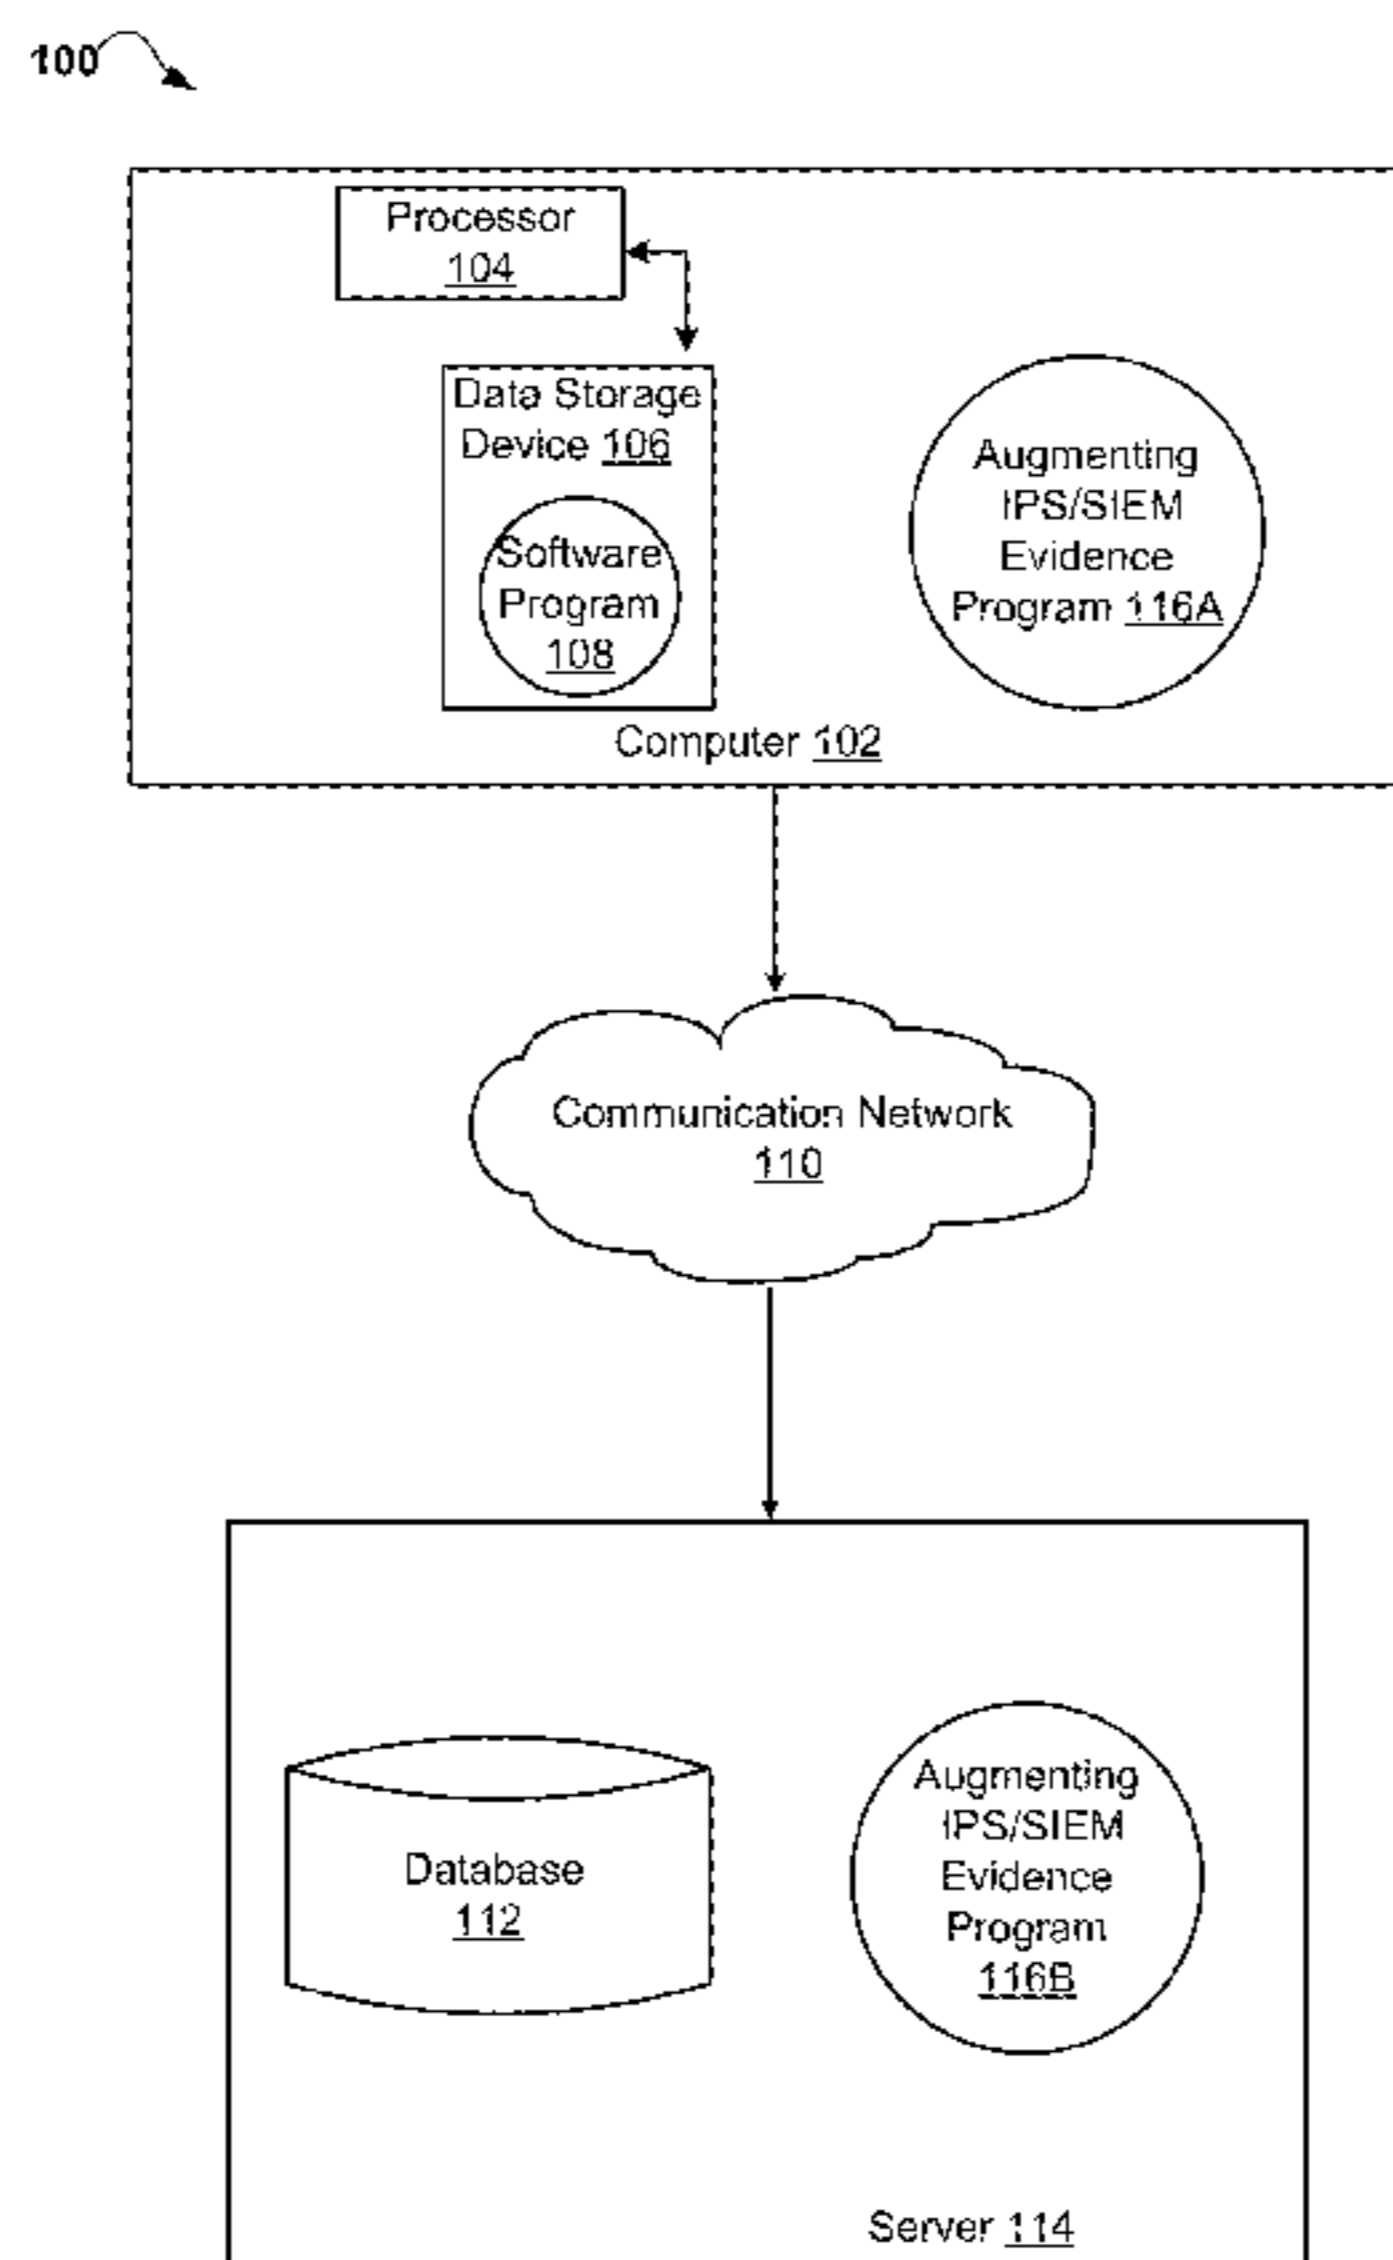 100
Processor
104
Data Storage
Device 106
Software
Program
108
Augmenting
IPS/SIEM
Evidence
Program 116A
Computer 102
Communication Network
110
Database
112
Augmenting
IPS/SIEM
Evidence
Program
116B
Server 114